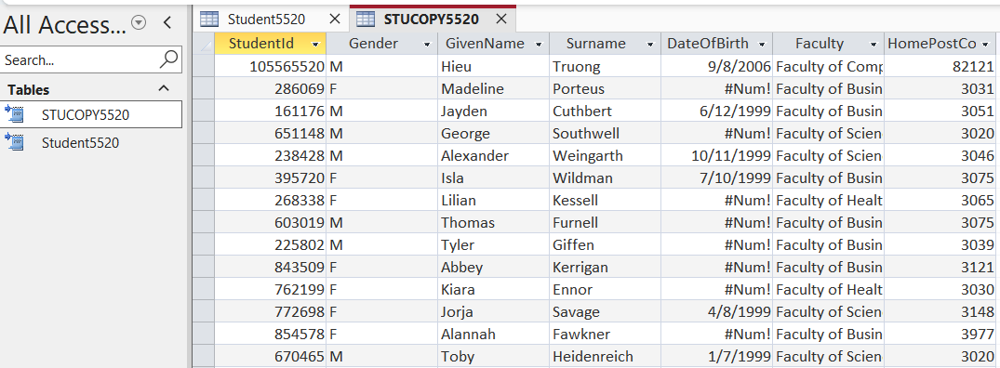 All Access...
Search...
Tables
STUCOPY5520
Student5520
Student5520 STUCOPY5520
StudentId Gender GivenName Surname DateOfBirth Faculty HomePostCo
105565520 M Hieu Truong 9/8/2006 Faculty of Comp 82121
286069 F Madeline Porteus #Num! Faculty of Busin 3031
161176 M Jayden Cuthbert 6/12/1999 Faculty of Busin 3051
651148 M George Southwell #Num! Faculty of Scien 3020
238428 M Alexander Weingarth 10/11/1999 Faculty of Scien 3046
395720 F Isla Wildman 7/10/1999 Faculty of Busin 3075
268338 F Lilian Kessell #Num! Faculty of Healt 3065
603019 M Thomas Furnell #Num! Faculty of Busin 3075
225802 M Tyler Giffen #Num! Faculty of Busin 3039
843509 F Abbey Kerrigan #Num! Faculty of Busin 3121
762199 F Kiara Ennor #Num! Faculty of Healt 3030
772698 F Jorja Savage 4/8/1999 Faculty of Scien 3148
854578 F Alannah Fawkner #Num! Faculty of Busin 3977
670465 M Toby Heidenreich 1/7/1999 Faculty of Scien 3020